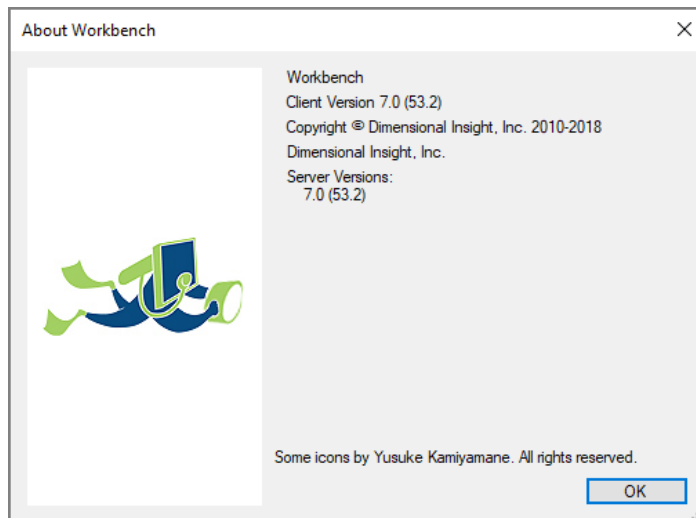 About Workbench
Workbench
Client Version 7.0 (53.2)
Copyright © Dimensional Insight, Inc. 2010-2018
Dimensional Insight, Inc.
Server Versions:
7.0 (53.2)
Some icons by Yusuke Kamiyamane. All rights reserved.
OK